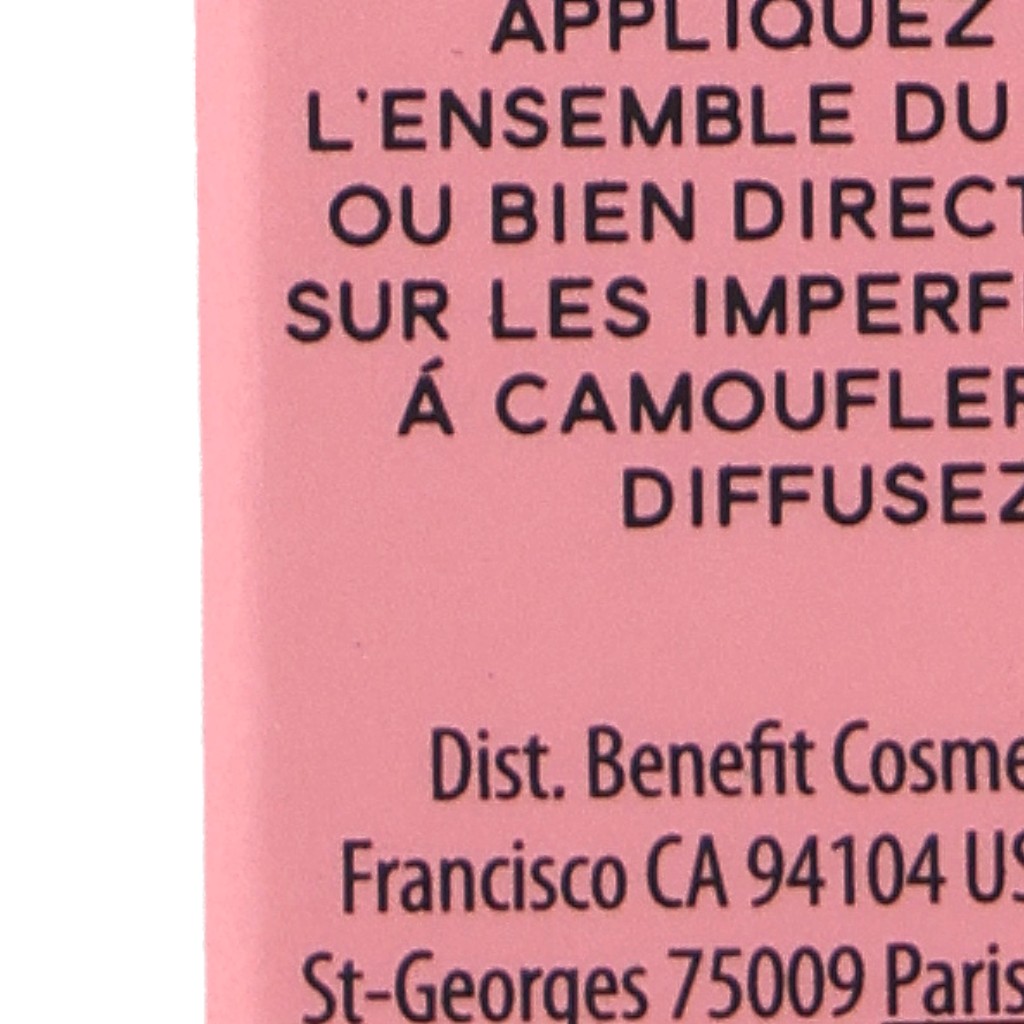 APPLIQUEZ
L'ENSEMBLE DU
OU BIEN DIRECT
SUR LES IMPERF
Á CAMOUFLER
DIFFUSEZ
Dist. Benefit Cosme
Francisco CA 94104 US
St-Georges 75009 Paris